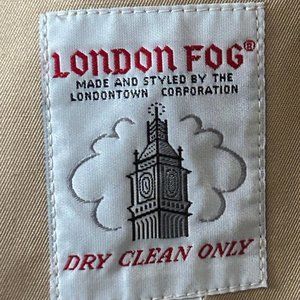 LONDON FOG®
MADE AND STYLED BY THE
LONDONTOWN CORPORATION
DRY CLEAN ONLY